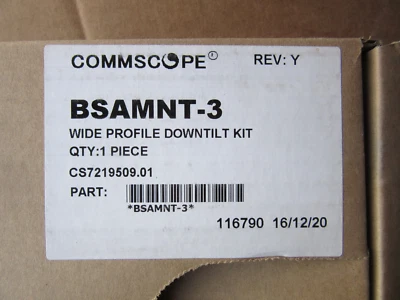 COMMSCOPE® REV: Y
BSAMNT-3
WIDE PROFILE DOWNTILT KIT
QTY:1 PIECE
CS7219509.01
PART:
*BSAMNT-3*
116790 16/12/20